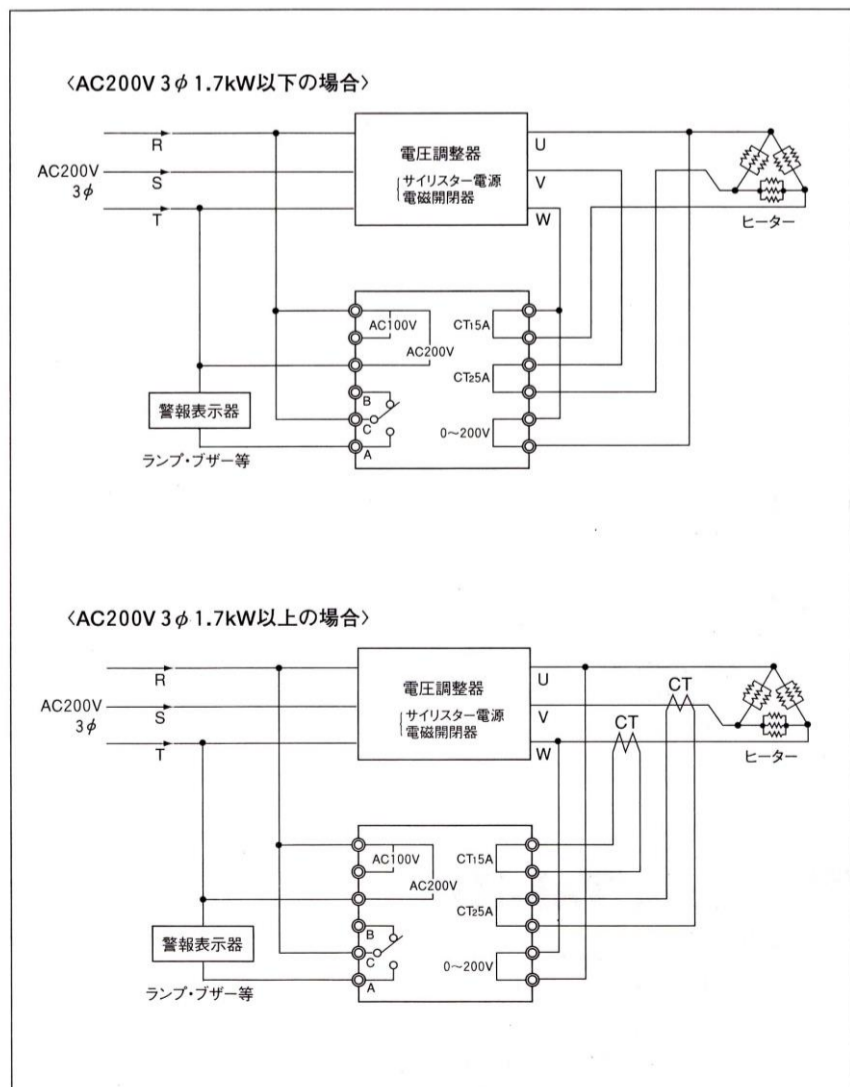 〈AC200V 3φ 1.7kW以下の場合〉
R
AC200V
3φ
S
T
電圧調整器
サイリスター電源
電磁開閉器
U
V
W
ヒーター
AC100V
AC200V
CT₁5A
CT₂5A
B
C
A
0〜200V
警報表示器
ランプ・ブザー等
〈AC200V 3φ 1.7kW以上の場合〉
R
AC200V
3φ
S
T
電圧調整器
サイリスター電源
電磁開閉器
U
V
W
CT
CT
ヒーター
AC100V
AC200V
CT₁5A
CT₂5A
B
C
A
0〜200V
警報表示器
ランプ・ブザー等